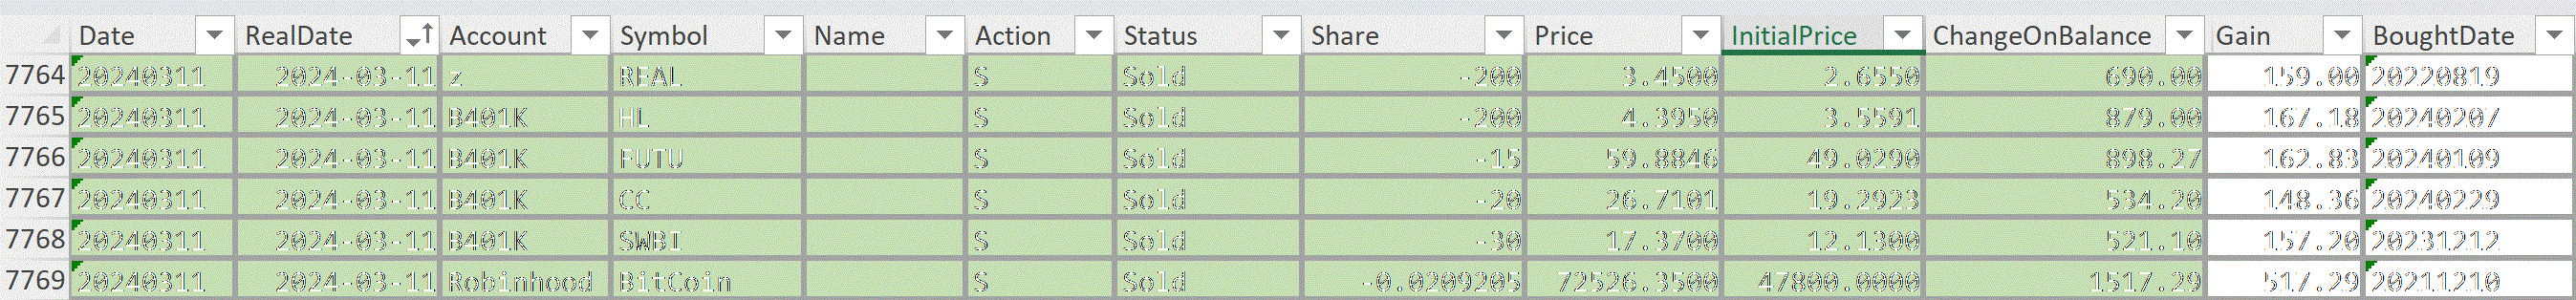 Date RealDate Account Symbol Name Action Status Share Price InitialPrice ChangeOnBalance Gain BoughtDate
7764 20240311 2024-03-11 z REAL S Sold -200 3.4500 2.6550 690.00 159.00 20220819
7765 20240311 2024-03-11 B401K HL S Sold -200 4.3950 3.5591 879.00 167.18 20240207
7766 20240311 2024-03-11 B401K FUTU S Sold -15 59.8846 49.0290 898.27 162.83 20240109
7767 20240311 2024-03-11 B401K CC S Sold -20 26.7101 19.2923 534.20 148.36 20240229
7768 20240311 2024-03-11 B401K SWBI S Sold -30 17.3700 12.1300 521.10 157.20 20231212
7769 20240311 2024-03-11 Robinhood BitCoin S Sold -0.0209205 72526.3500 47800.0000 1517.29 517.29 20211210